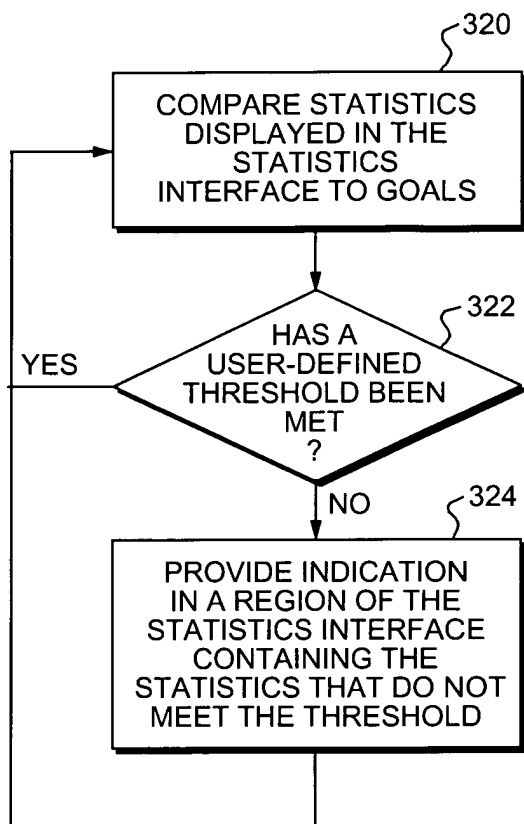 320
COMPARE STATISTICS
DISPLAYED IN THE
STATISTICS
INTERFACE TO GOALS
322
HAS A
USER-DEFINED
THRESHOLD BEEN
MET
?
YES
NO
324
PROVIDE INDICATION
IN A REGION OF THE
STATISTICS INTERFACE
CONTAINING THE
STATISTICS THAT DO NOT
MEET THE THRESHOLD